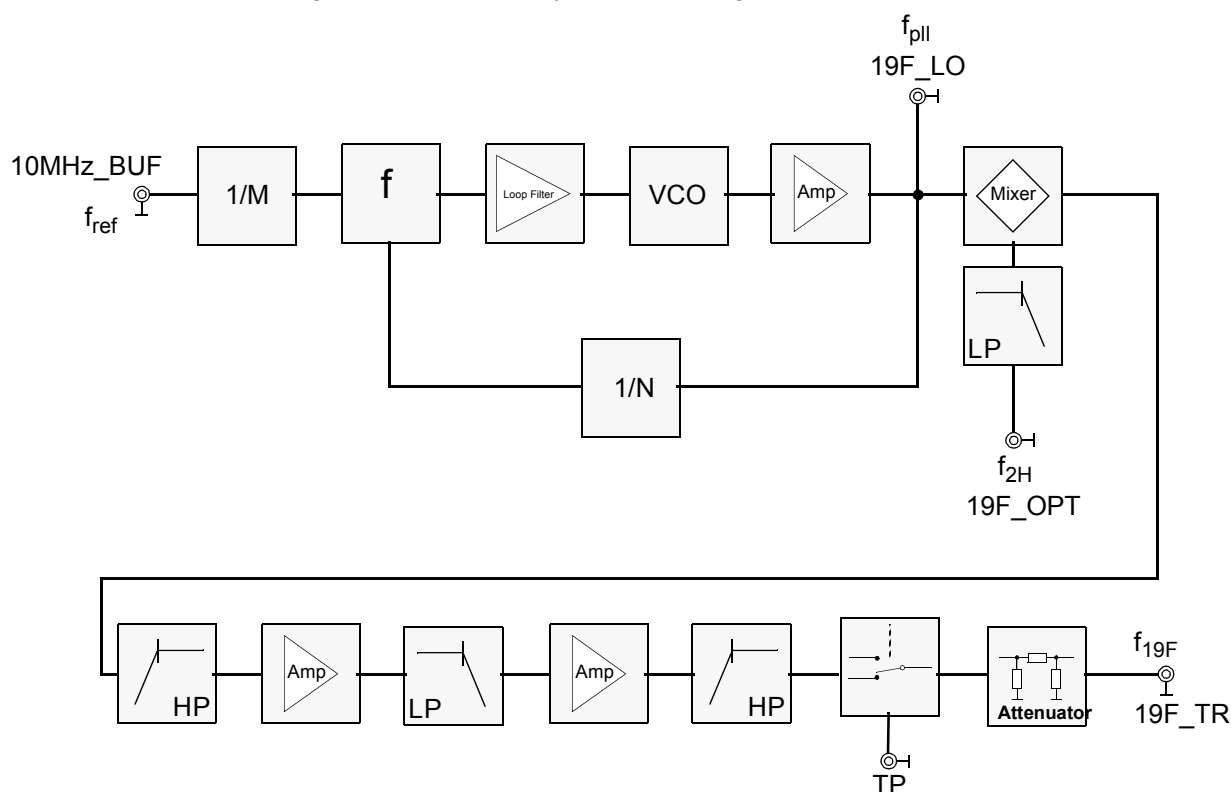 f_pll
19F_LO
10MHz_BUF
f_ref
1/M
f
Loop Filter
VCO
Amp
Mixer
LP
1/N
f_2H
19F_OPT
HP
Amp
LP
Amp
HP
Attenuator
f_19F
19F_TR
TP